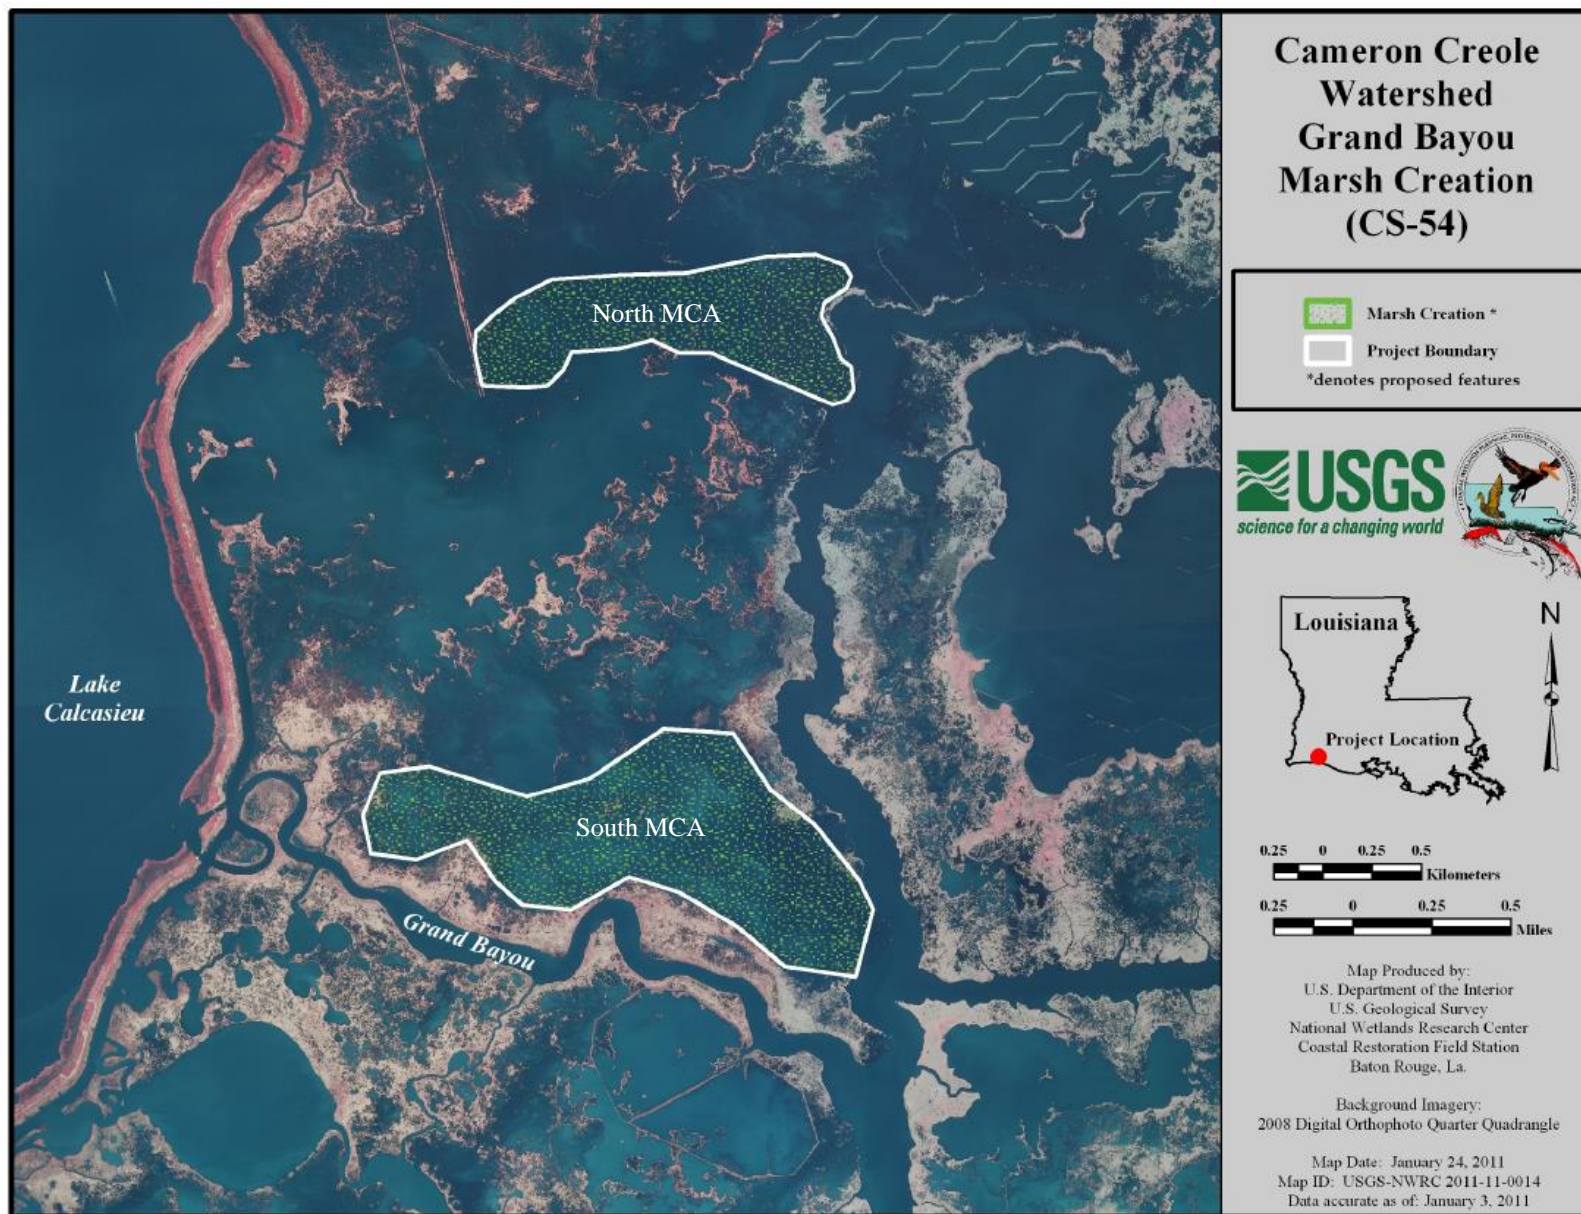 Cameron Creole
Watershed
Grand Bayou
Marsh Creation
(CS-54)
Marsh Creation *
Project Boundary
*denotes proposed features
USGS
science for a changing world
Louisiana
N
Project Location
0.25 0 0.25 0.5
Kilometers
0.25 0 0.25 0.5
Miles
Map Produced by:
U.S. Department of the Interior
U.S. Geological Survey
National Wetlands Research Center
Coastal Restoration Field Station
Baton Rouge, La.
Background Imagery:
2008 Digital Orthophoto Quarter Quadrangle
Map Date: January 24, 2011
Map ID: USGS-NWRC 2011-11-0014
Data accurate as of: January 3, 2011
North MCA
Lake
Calcasieu
South MCA
Grand Bayou